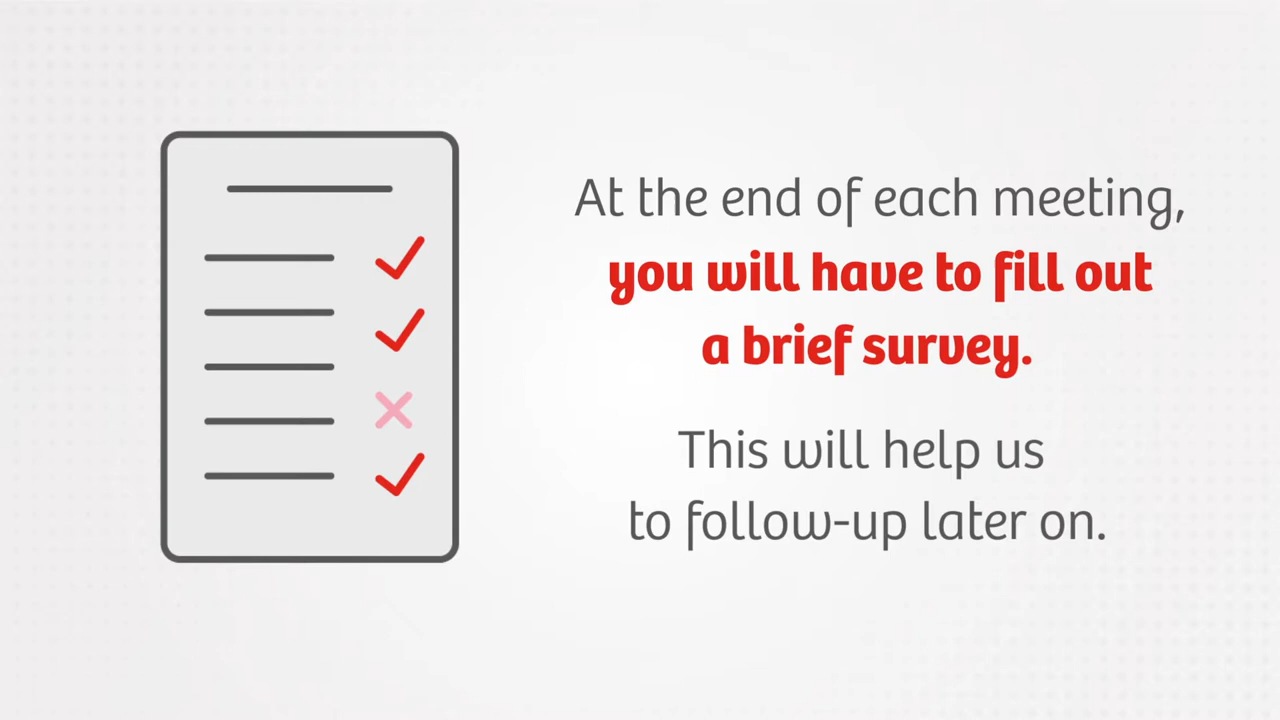 At the end of each meeting,
you will have to fill out
a brief survey.
This will help us
to follow-up later on.